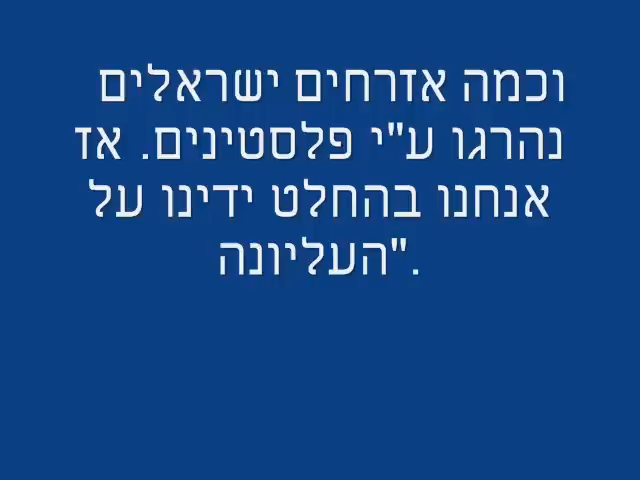 וכמה אזרחים ישראלים
נהרגו ע"י פלסטינים. אז
אנחנו בהחלט ידינו על
העליונה".